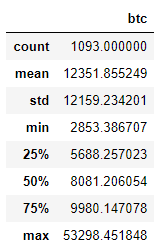 btc
count 1093.000000
mean 12351.855249
std 12159.234201
min 2853.386707
25% 5688.257023
50% 8081.206054
75% 9980.147078
max 53298.451848